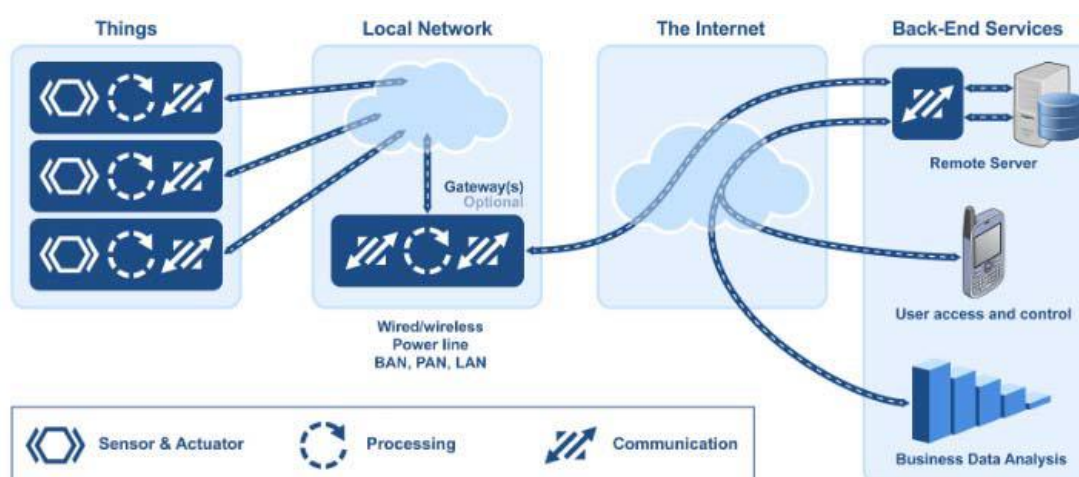 Things
Local Network
The Internet
Back-End Services
Gateway(s)
Optional
Wired/wireless
Power line
BAN, PAN, LAN
Remote Server
User access and control
Business Data Analysis
Sensor & Actuator
Processing
Communication